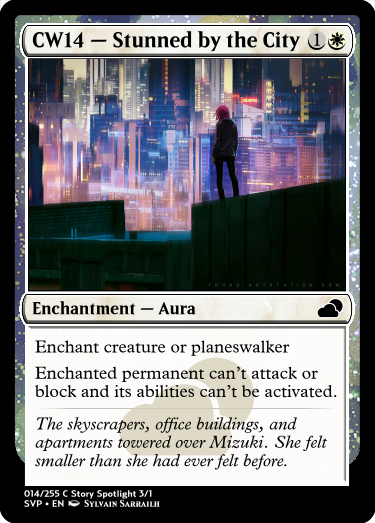 CW14 — Stunned by the City 1
Enchantment — Aura
Enchant creature or planeswalker
Enchanted permanent can't attack or
block and its abilities can't be activated.
The skyscrapers, office buildings, and
apartments towered over Mizuki. She felt
smaller than she had ever felt before.
014/255 C Story Spotlight 3/1
SVP • EN Sylvain Sarrailh